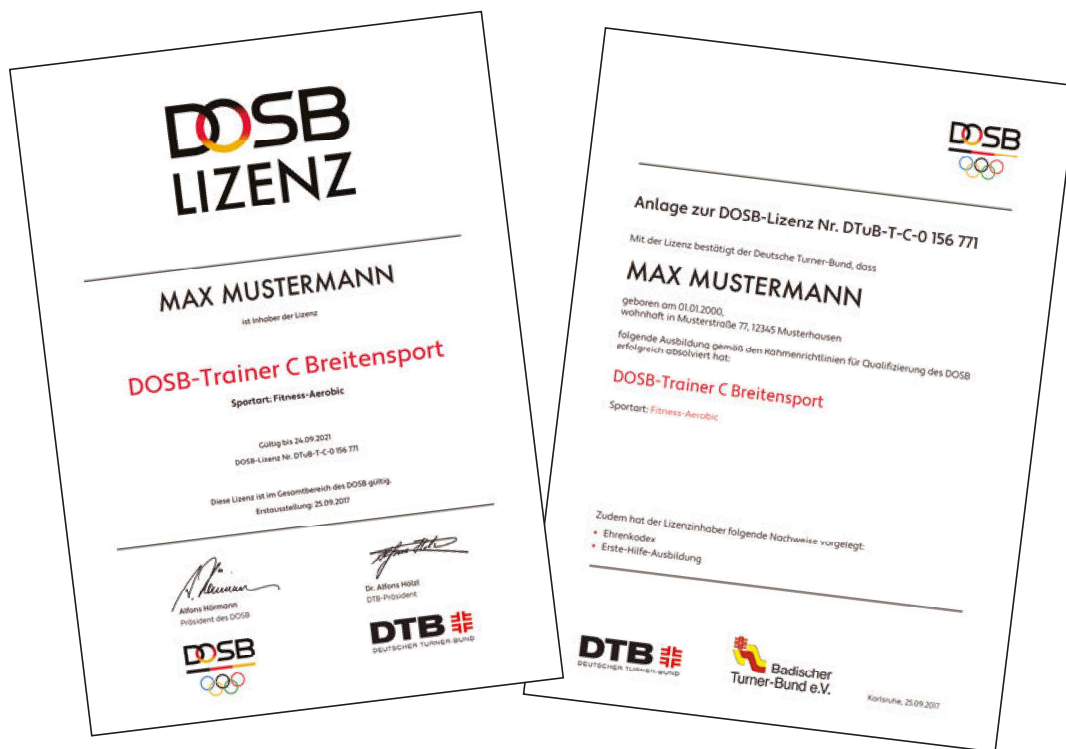 DOSB
LIZENZ
MAX MUSTERMANN
ist Inhaber der Lizenz
DOSB-Trainer C Breitensport
Sportart: Fitness-Aerobic
Gültig bis 24.09.2021
DOSB-Lizenz Nr. DTuB-T-C-0 156 771
Diese Lizenz ist im Gesamtbereich des DOSB gültig.
Erstausstellung: 25.09.2017
Alfons Hörmann
Präsident des DOSB
Dr. Alfons Hölzl
DTB-Präsident
DOSB
DTB
DEUTSCHER TURNER-BUND
DOSB
Anlage zur DOSB-Lizenz Nr. DTuB-T-C-0 156 771
Mit der Lizenz bestätigt der Deutsche Turner-Bund, dass
MAX MUSTERMANN
geboren am 01.01.2000,
wohnhaft in Musterstraße 77, 12345 Musterhausen
folgende Ausbildung gemäß den Rahmenrichtlinien für Qualifizierung des DOSB
erfolgreich absolviert hat:
DOSB-Trainer C Breitensport
Sportart: Fitness-Aerobic
Zudem hat der Lizenzinhaber folgende Nachweise vorgelegt:
• Ehrenkodex
• Erste-Hilfe-Ausbildung
DTB
DEUTSCHER TURNER-BUND
Badischer
Turner-Bund e.V.
Karlsruhe, 25.09.2017